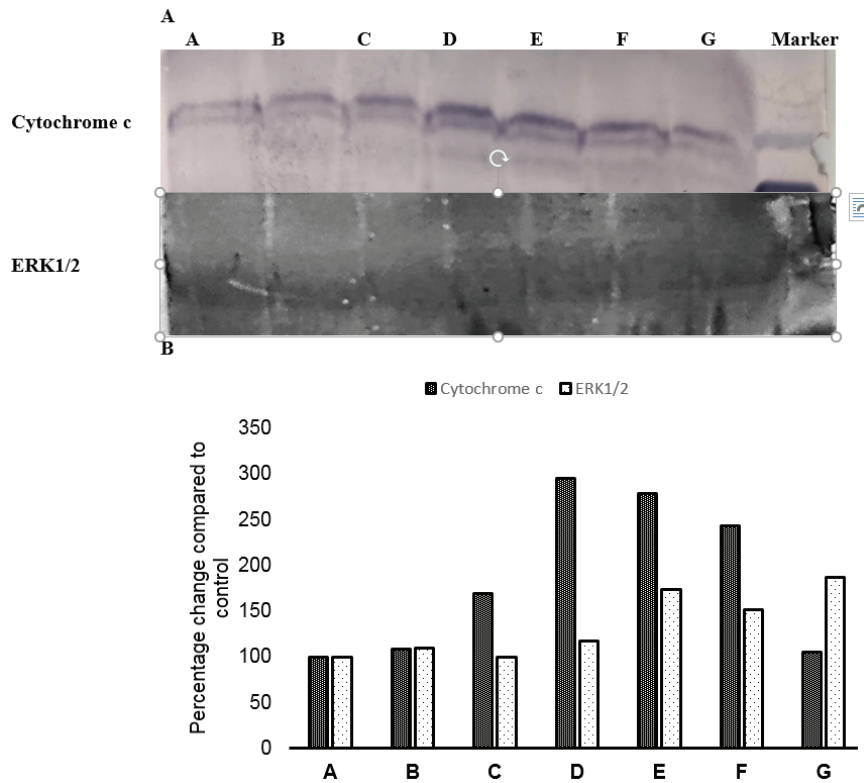 A
A B C D E F G Marker
Cytochrome c
ERK1/2
B
Cytochrome c ERK1/2
Percentage change compared to
control
350
300
250
200
150
100
50
0
A B C D E F G